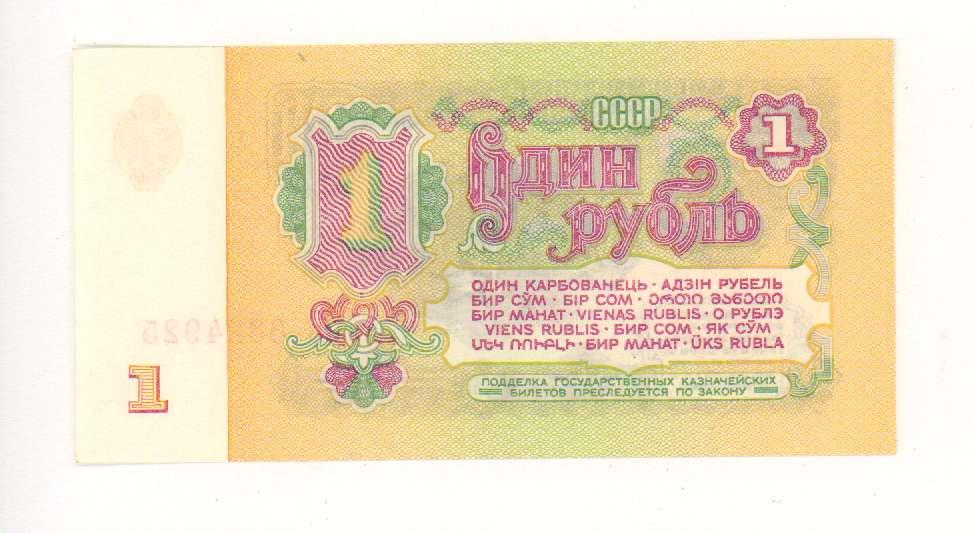 СССР
1
1
Один
рубль
ОДИН КАРБОВАНЕЦЬ · АДЗІН РУБЕЛЬ
БИР СЎМ · БІР СОМ · ᲔᲠᲗᲘ ᲛᲐᲜᲔᲗᲘ
БИР МАНАТ · VIENAS RUBLIS · О РУБЛЭ
VIENS RUBLIS · БИР СОМ · ЯК СЎМ
ՄԵԿ ՌՈՒԲԼԻ · БИР МАНАТ · ÜKS RUBLA
ПОДДЕЛКА ГОСУДАРСТВЕННЫХ КАЗНАЧЕЙСКИХ
БИЛЕТОВ ПРЕСЛЕДУЕТСЯ ПО ЗАКОНУ
1